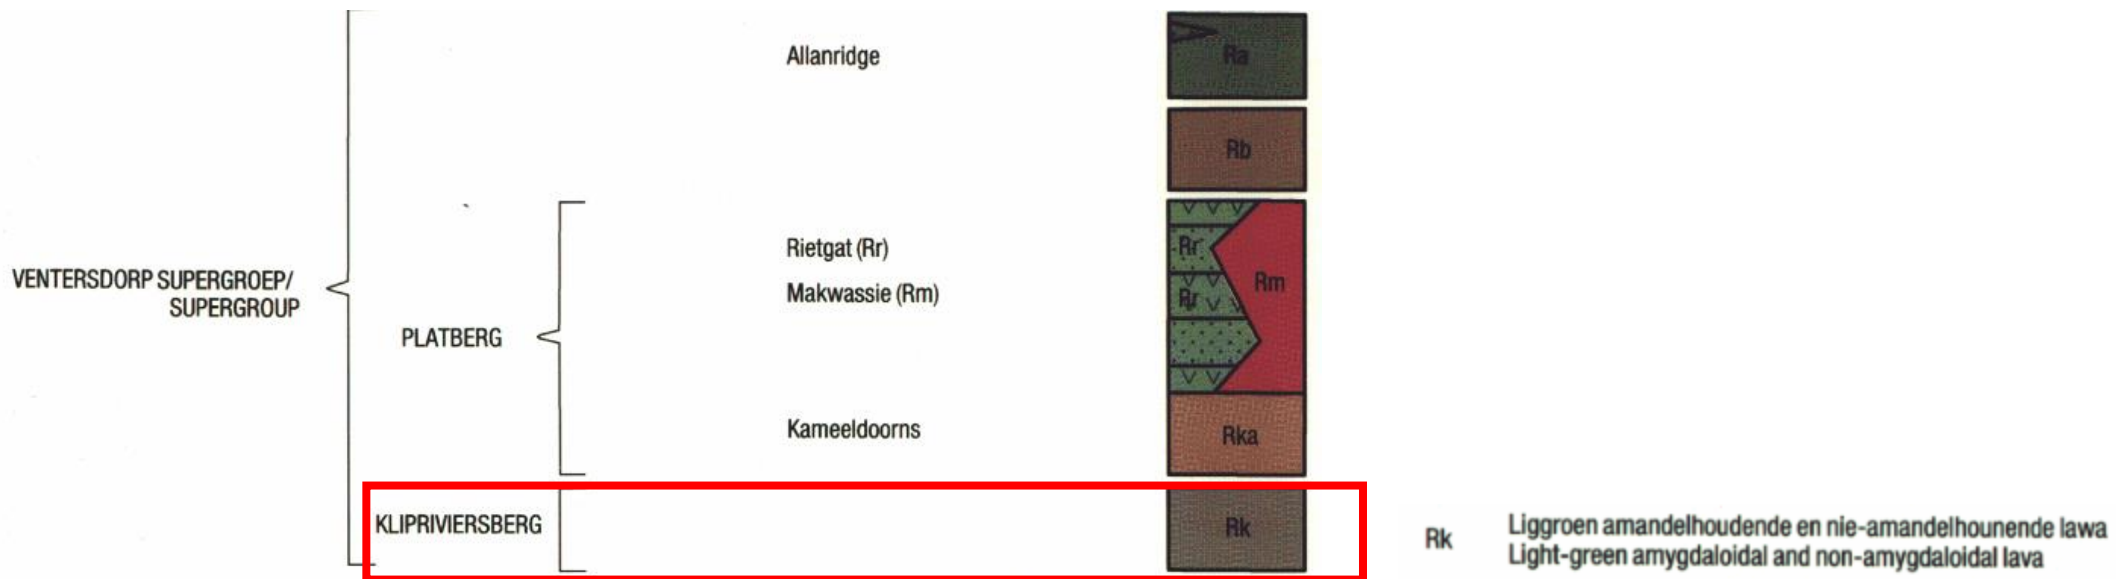 Allanridge
Ra
Rb
Rietgat (Rr)
Rr
Makwassie (Rm)
Rr
Rm
VENTERSDORP SUPERGROEP/
SUPERGROUP
PLATBERG
Kameeldoorns
Rka
KLIPRIVIERSBERG
Rk
Rk
Liggroen amandelhoudende en nie-amandelhounende lawa
Light-green amygdaloidal and non-amygdaloidal lava